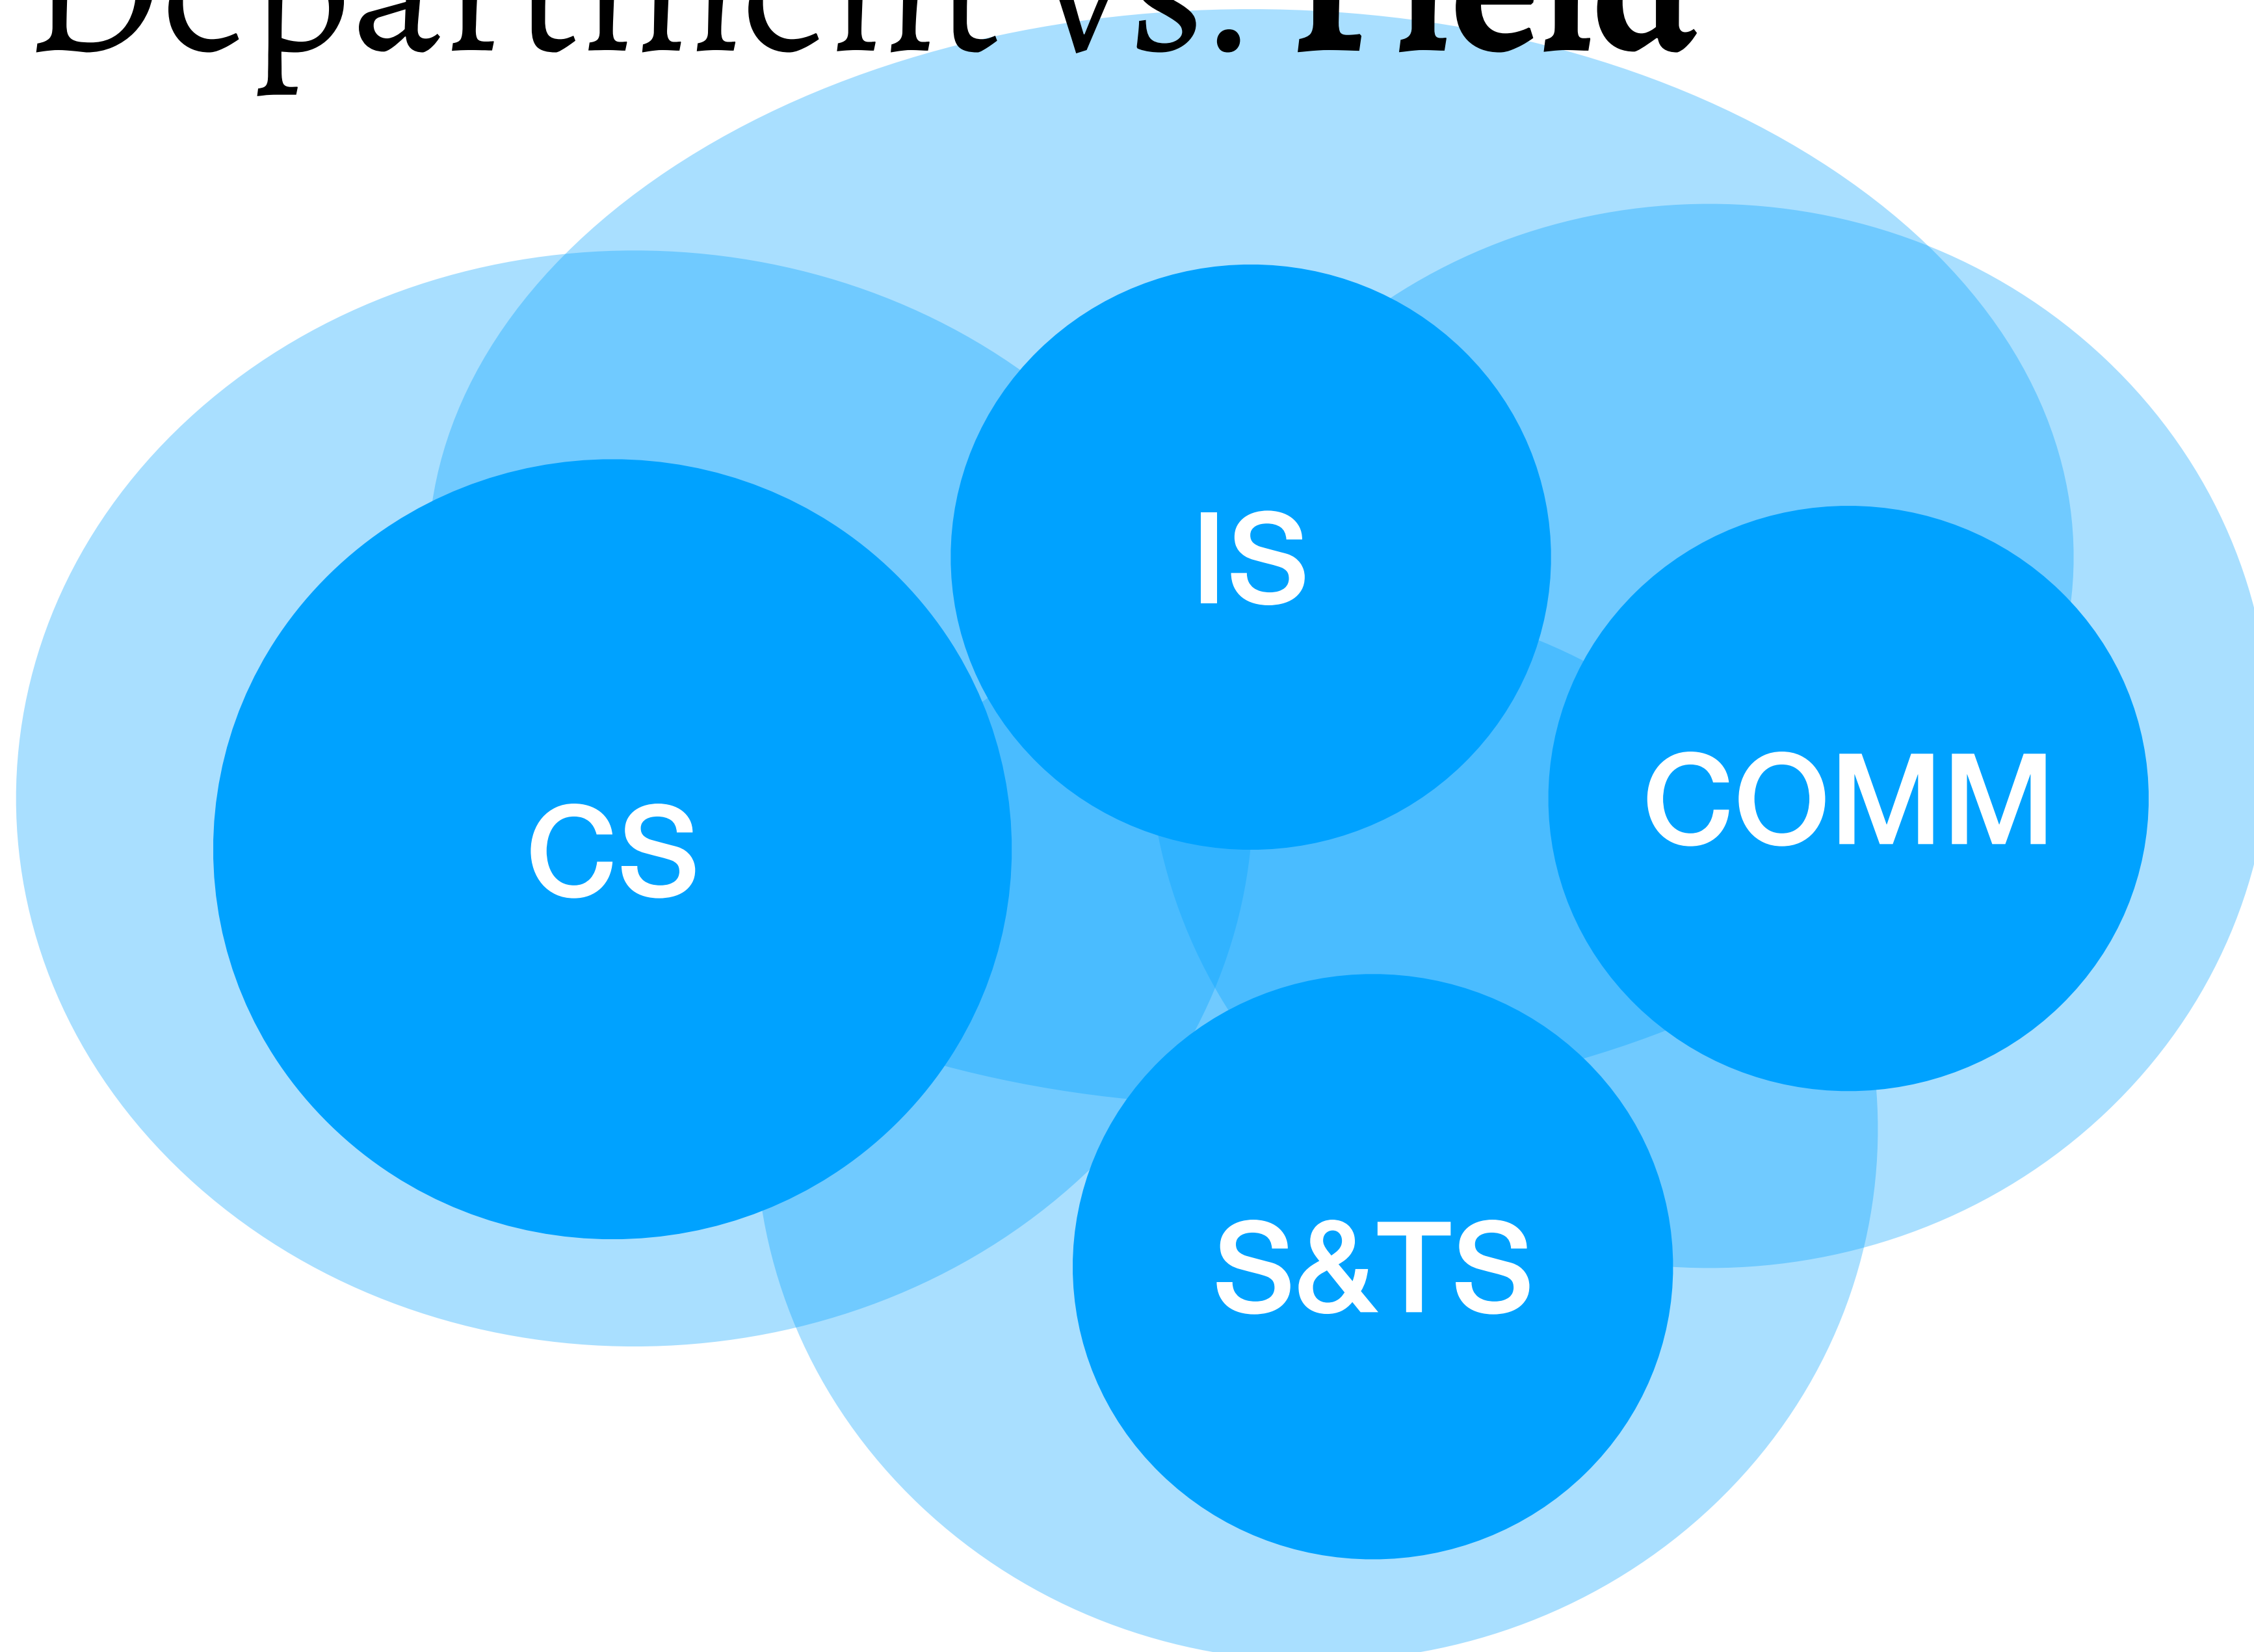 Department vs. Field
IS
COMM
CS
S&TS